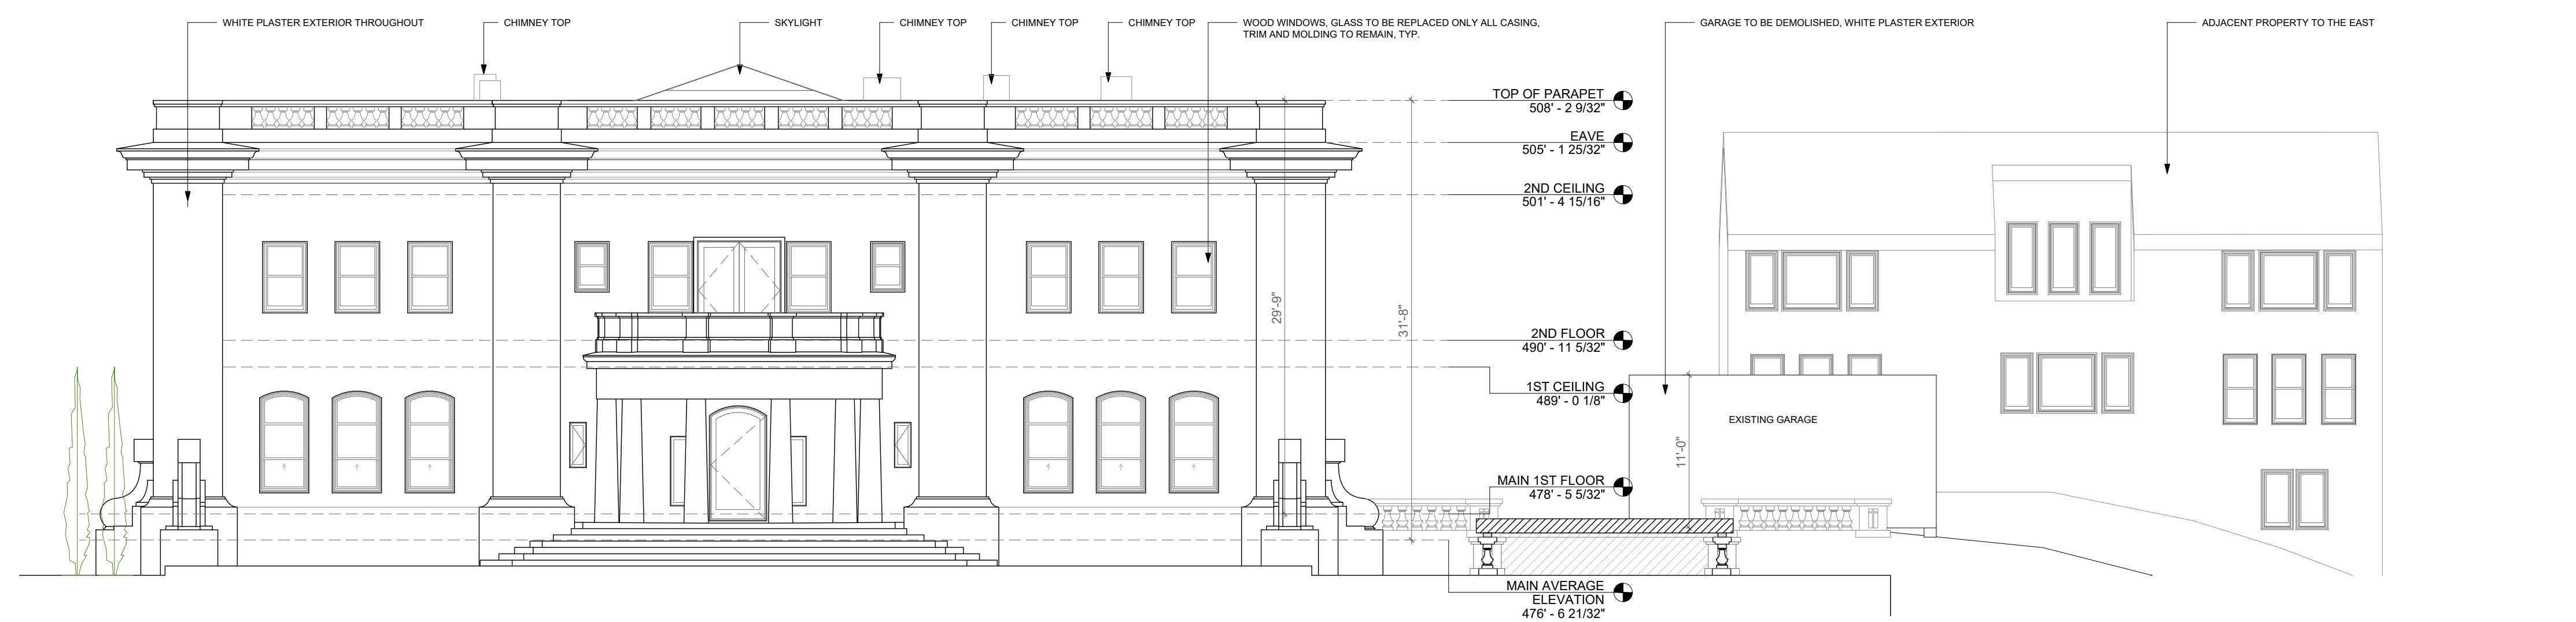 WHITE PLASTER EXTERIOR THROUGHOUT
CHIMNEY TOP
SKYLIGHT
CHIMNEY TOP
CHIMNEY TOP
CHIMNEY TOP
WOOD WINDOWS, GLASS TO BE REPLACED ONLY ALL CASING,
TRIM AND MOLDING TO REMAIN, TYP.
GARAGE TO BE DEMOLISHED, WHITE PLASTER EXTERIOR
ADJACENT PROPERTY TO THE EAST
TOP OF PARAPET
508' - 2 9/32"
EAVE
505' - 1 25/32"
2ND CEILING
501' - 4 15/16"
29'-9"
31'-8"
2ND FLOOR
490' - 11 5/32"
1ST CEILING
489' - 0 1/8"
EXISTING GARAGE
11'-0"
MAIN 1ST FLOOR
478' - 5 5/32"
MAIN AVERAGE
ELEVATION
476' - 6 21/32"